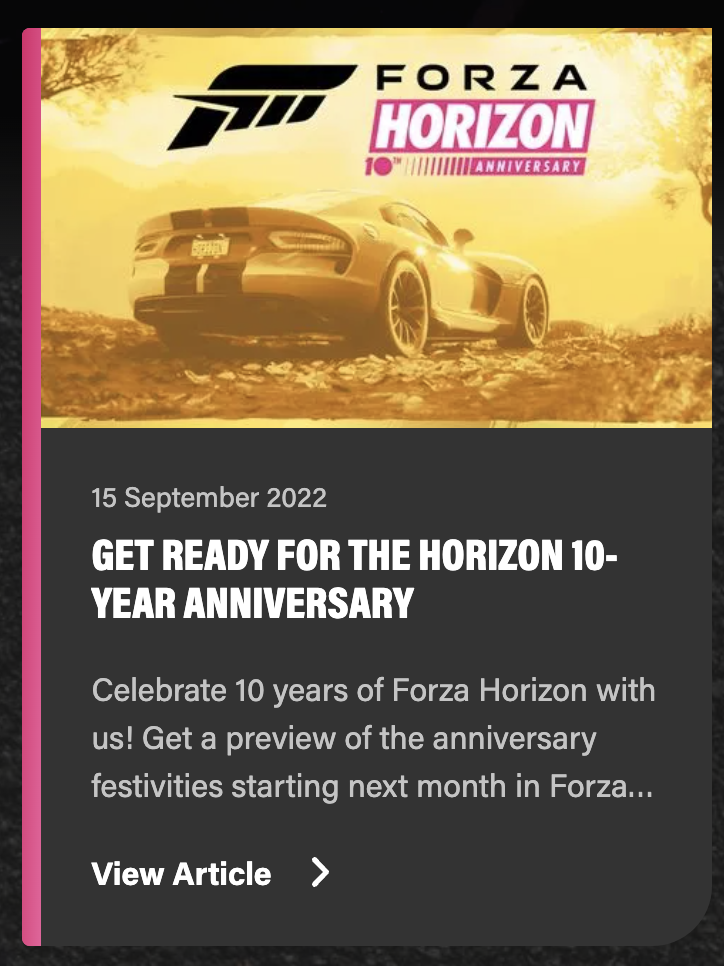 FORZA
HORIZON
10TH ANNIVERSARY
15 September 2022
GET READY FOR THE HORIZON 10-
YEAR ANNIVERSARY
Celebrate 10 years of Forza Horizon with
us! Get a preview of the anniversary
festivities starting next month in Forza...
View Article